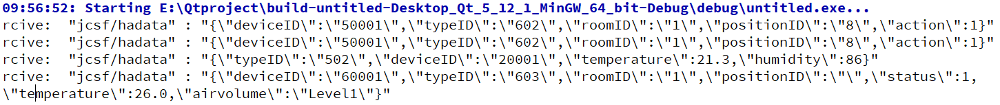 09:56:52: Starting E:\Qtproject\build-untitled-Desktop_Qt_5_12_1_MinGW_64_bit-Debug\debug\untitled.exe...
rcive:  "jcsf/hadata" : "{\"deviceID\":\"50001\",\"typeID\":\"602\",\"roomID\":\"1\",\"positionID\":\"8\",\"action\":1}"
rcive:  "jcsf/hadata" : "{\"deviceID\":\"50001\",\"typeID\":\"602\",\"roomID\":\"1\",\"positionID\":\"8\",\"action\":1}"
rcive:  "jcsf/hadata" : "{\"typeID\":\"502\",\"deviceID\":\"20001\",\"temperature\":21.3,\"humidity\":86}"
rcive:  "jcsf/hadata" : "{\"deviceID\":\"60001\",\"typeID\":\"603\",\"roomID\":\"1\",\"positionID\":\"\",\"status\":1,
\"temperature\":26.0,\"airvolume\":\"Level1\"}"